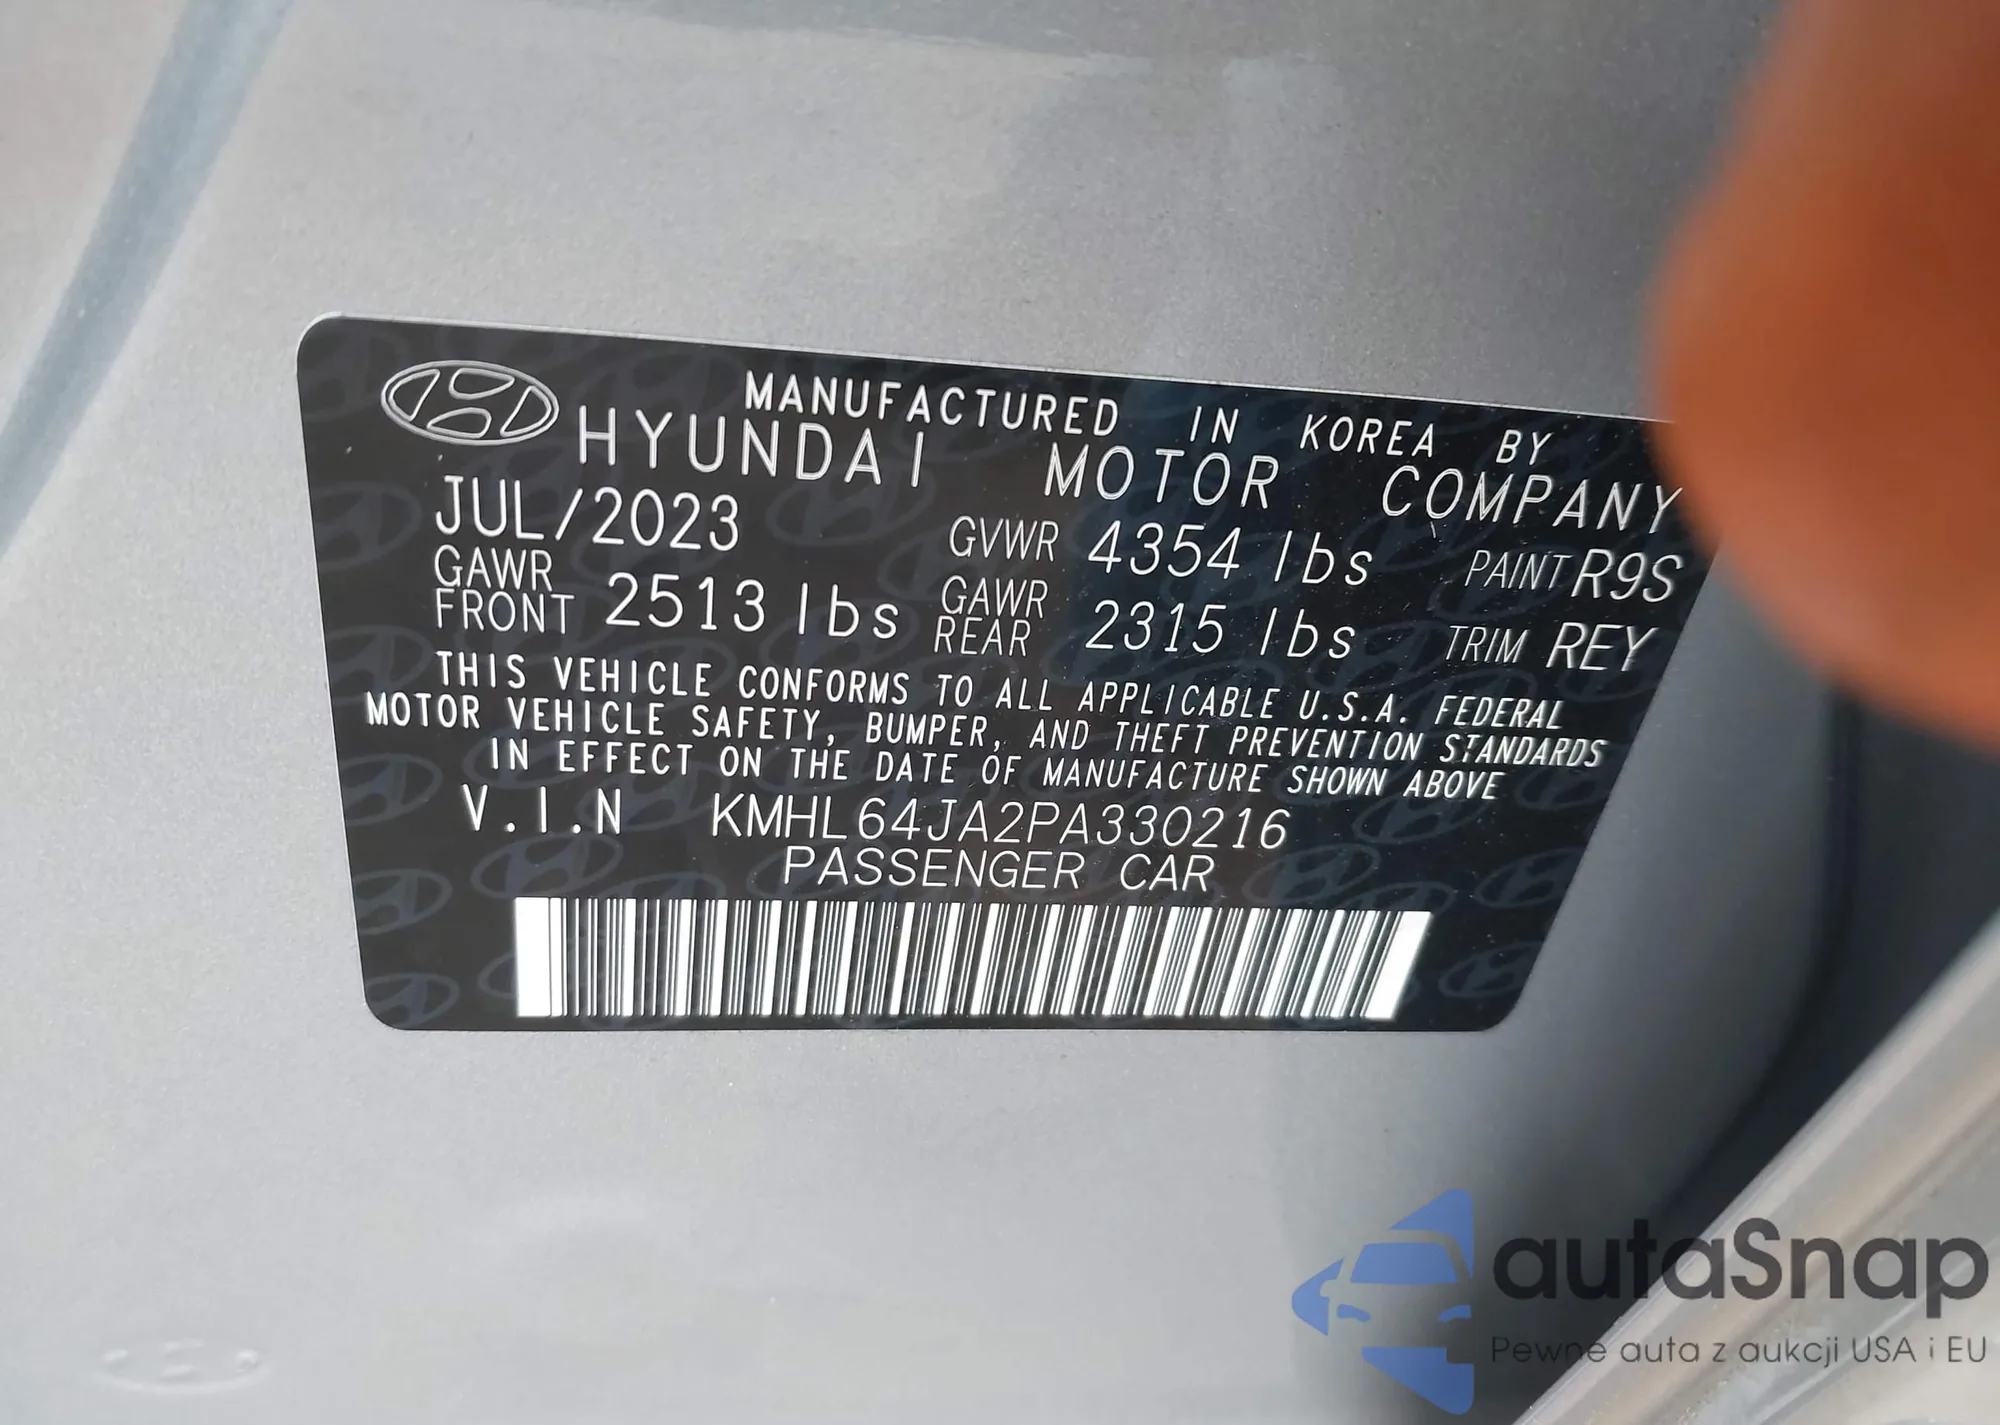 MANUFACTURED IN KOREA BY
HYUNDAI MOTOR COMPANY
JUL/2023 GVWR 4354 lbs PAINT R9S
GAWR FRONT 2513 lbs GAWR REAR 2315 lbs TRIM REY
THIS VEHICLE CONFORMS TO ALL APPLICABLE U.S.A. FEDERAL
MOTOR VEHICLE SAFETY, BUMPER, AND THEFT PREVENTION STANDARDS
IN EFFECT ON THE DATE OF MANUFACTURE SHOWN ABOVE
V.I.N KMHL64JA2PA330216
PASSENGER CAR
autaSnap
Pewne auta z aukcji USA i EU